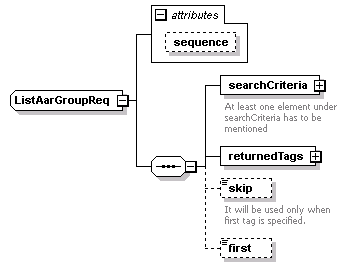 attributes
sequence
ListAarGroupReq
searchCriteria
At least one element under
searchCriteria has to be
mentioned
returnedTags
skip
It will be used only when
first tag is specified.
first